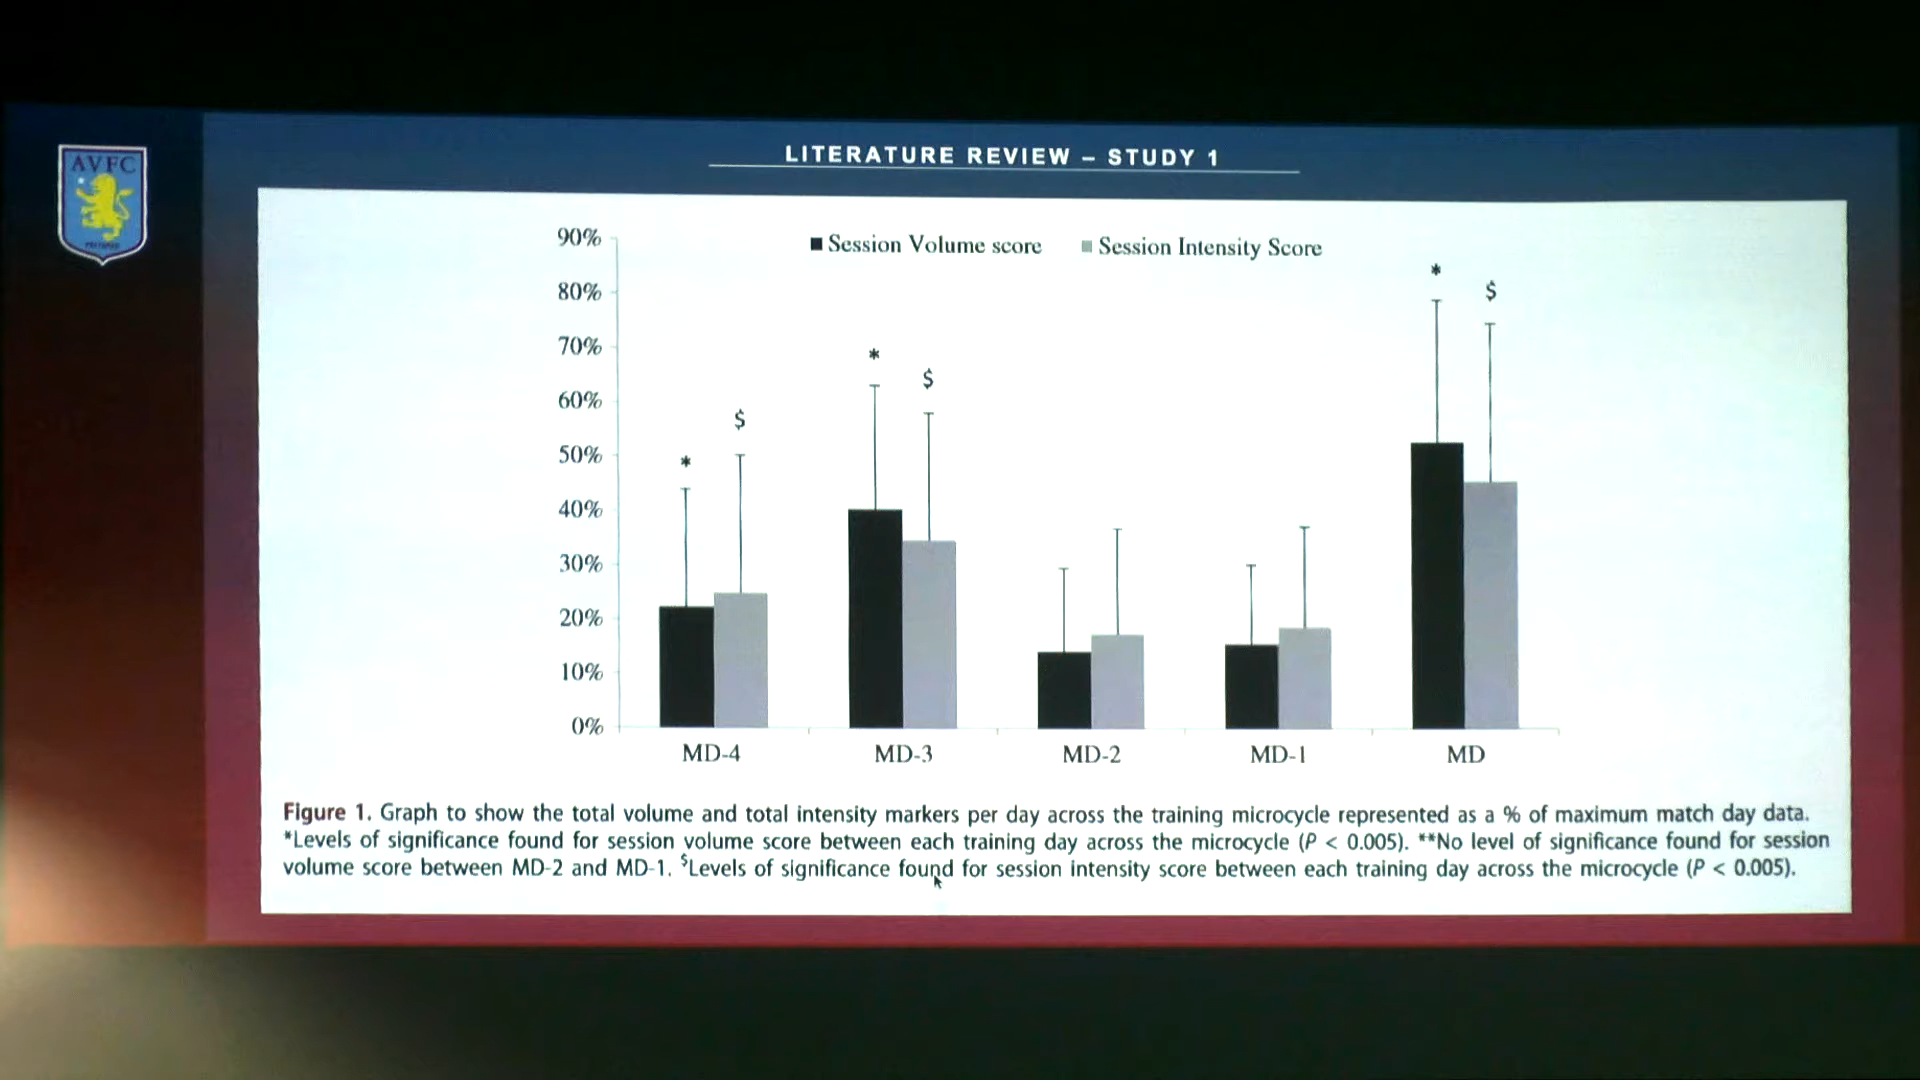 AVFC
LITERATURE REVIEW – STUDY 1
90%
Session Volume score
Session Intensity Score
80%
70%
60%
50%
40%
30%
20%
10%
0%
*
$
*
$
*
$
MD-4
MD-3
MD-2
MD-1
MD
Figure 1. Graph to show the total volume and total intensity markers per day across the training microcycle represented as a % of maximum match day data.
*Levels of significance found for session volume score between each training day across the microcycle (P < 0.005). **No level of significance found for session
volume score between MD-2 and MD-1. $Levels of significance found for session intensity score between each training day across the microcycle (P < 0.005).